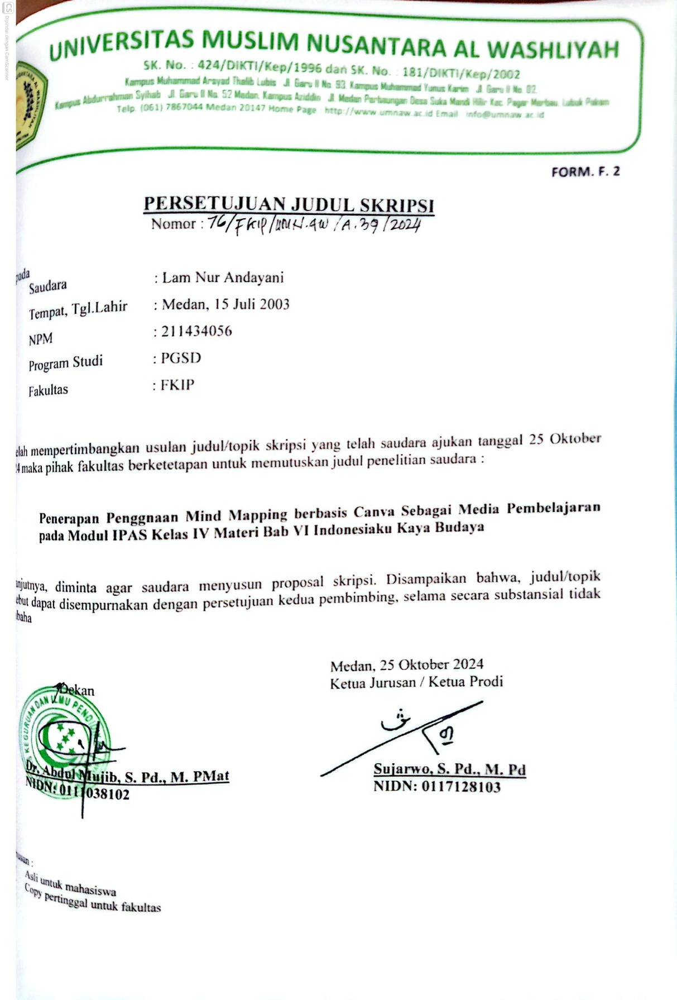 CS Dipindai dengan CamScanner
UNIVERSITAS MUSLIM NUSANTARA AL WASHLIYAH
SK. No. : 424/DIKTI/Kep/1996 dan SK. No. : 181/DIKTI/Kep/2002
Kampus Muhammad Arsyad Thalib Lubis Jl. Garu II No. 93, Kampus Muhammad Yunus Karim Jl. Garu II No. 02,
Kampus Abdurrahman Syihab Jl. Garu II No. 52 Medan, Kampus Aziddin Jl. Medan Perbaungan Desa Suka Mandi Hilir Kec. Pagar Merbau, Lubuk Pakam
Telp. (061) 7867044 Medan 20147 Home Page : http://www.umnaw.ac.id Email : info@umnaw.ac.id
FORM. F. 2
PERSETUJUAN JUDUL SKRIPSI
Nomor : 76/FKIP/UMN.AW/A.39/2024
pada
Saudara : Lam Nur Andayani
Tempat, Tgl.Lahir : Medan, 15 Juli 2003
NPM : 211434056
Program Studi : PGSD
Fakultas : FKIP
elah mempertimbangkan usulan judul/topik skripsi yang telah saudara ajukan tanggal 25 Oktober
4 maka pihak fakultas berketetapan untuk memutuskan judul penelitian saudara :
Penerapan Penggnaan Mind Mapping berbasis Canva Sebagai Media Pembelajaran
pada Modul IPAS Kelas IV Materi Bab VI Indonesiaku Kaya Budaya
njutnya, diminta agar saudara menyusun proposal skripsi. Disampaikan bahwa, judul/topik
ebut dapat disempurnakan dengan persetujuan kedua pembimbing, selama secara substansial tidak
baha
Medan, 25 Oktober 2024
Ketua Jurusan / Ketua Prodi
Dekan
KEGURUAN DAN ILMU PENDI
Dr. Abdul Mujib, S. Pd., M. PMat
NIDN: 0111038102
Sujarwo, S. Pd., M. Pd
NIDN: 0117128103
usan :
Asli untuk mahasiswa
Copy pertinggal untuk fakultas